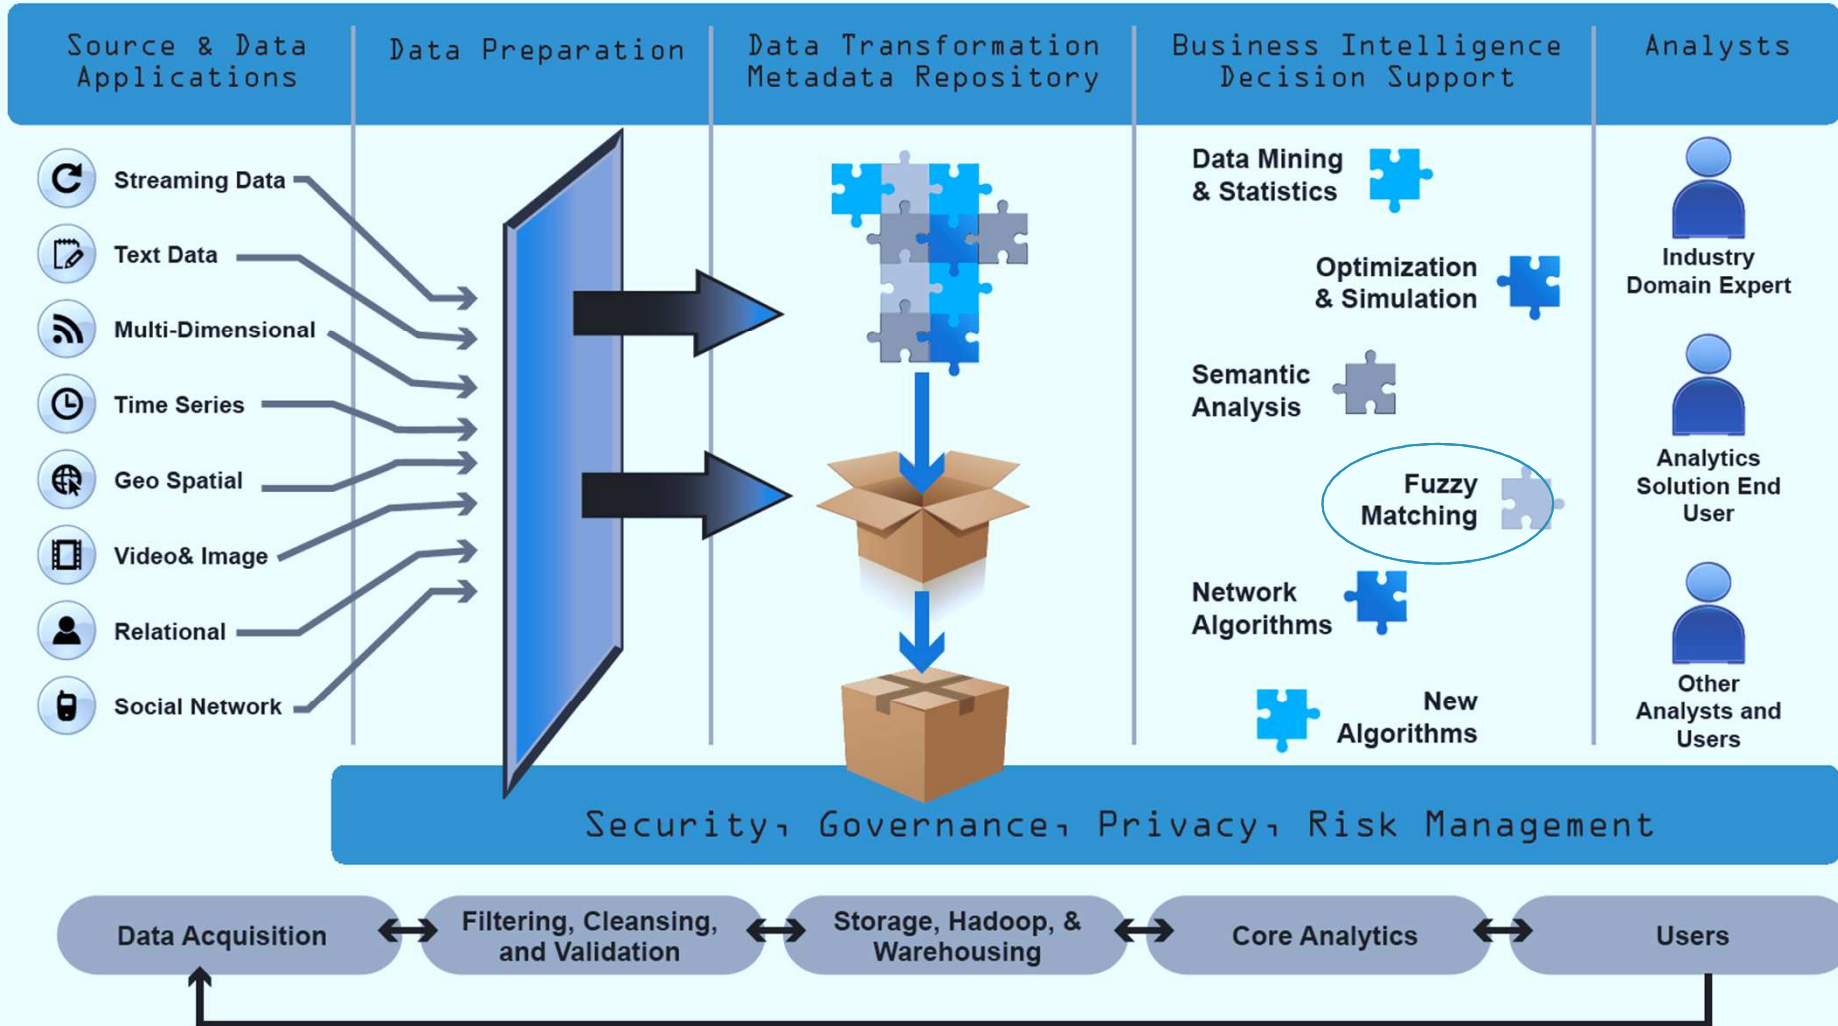 Source & Data
Applications
Data Preparation
Data Transformation
Metadata Repository
Business Intelligence
Decision Support
Analysts
Streaming Data
Text Data
Multi-Dimensional
Time Series
Geo Spatial
Video& Image
Relational
Social Network
Data Mining
& Statistics
Optimization
& Simulation
Semantic
Analysis
Fuzzy
Matching
Network
Algorithms
New
Algorithms
Industry
Domain Expert
Analytics
Solution End
User
Other
Analysts and
Users
Security, Governance, Privacy, Risk Management
Data Acquisition
Filtering, Cleansing,
and Validation
Storage, Hadoop, &
Warehousing
Core Analytics
Users